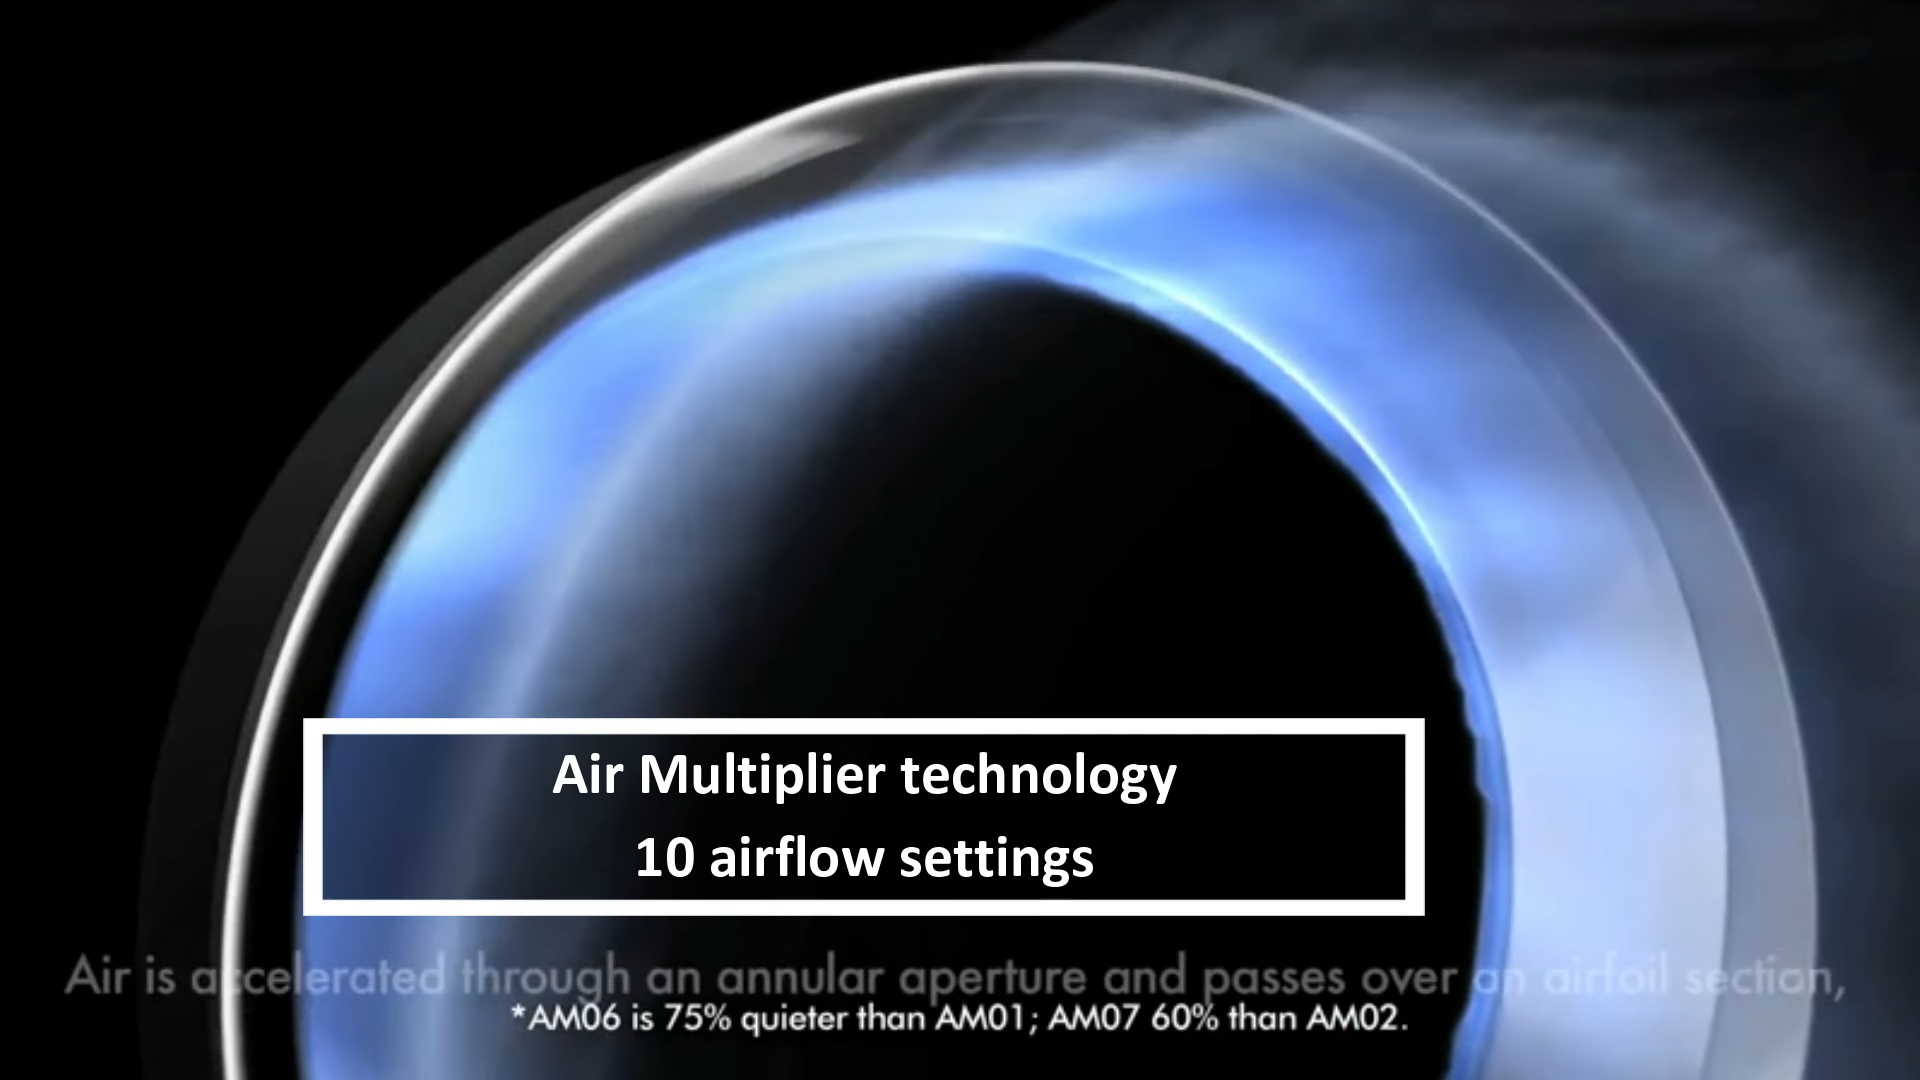 Air Multiplier technology
10 airflow settings
Air is accelerated through an annular aperture and passes over an airfoil section,
*AM06 is 75% quieter than AM01; AM07 60% than AM02.